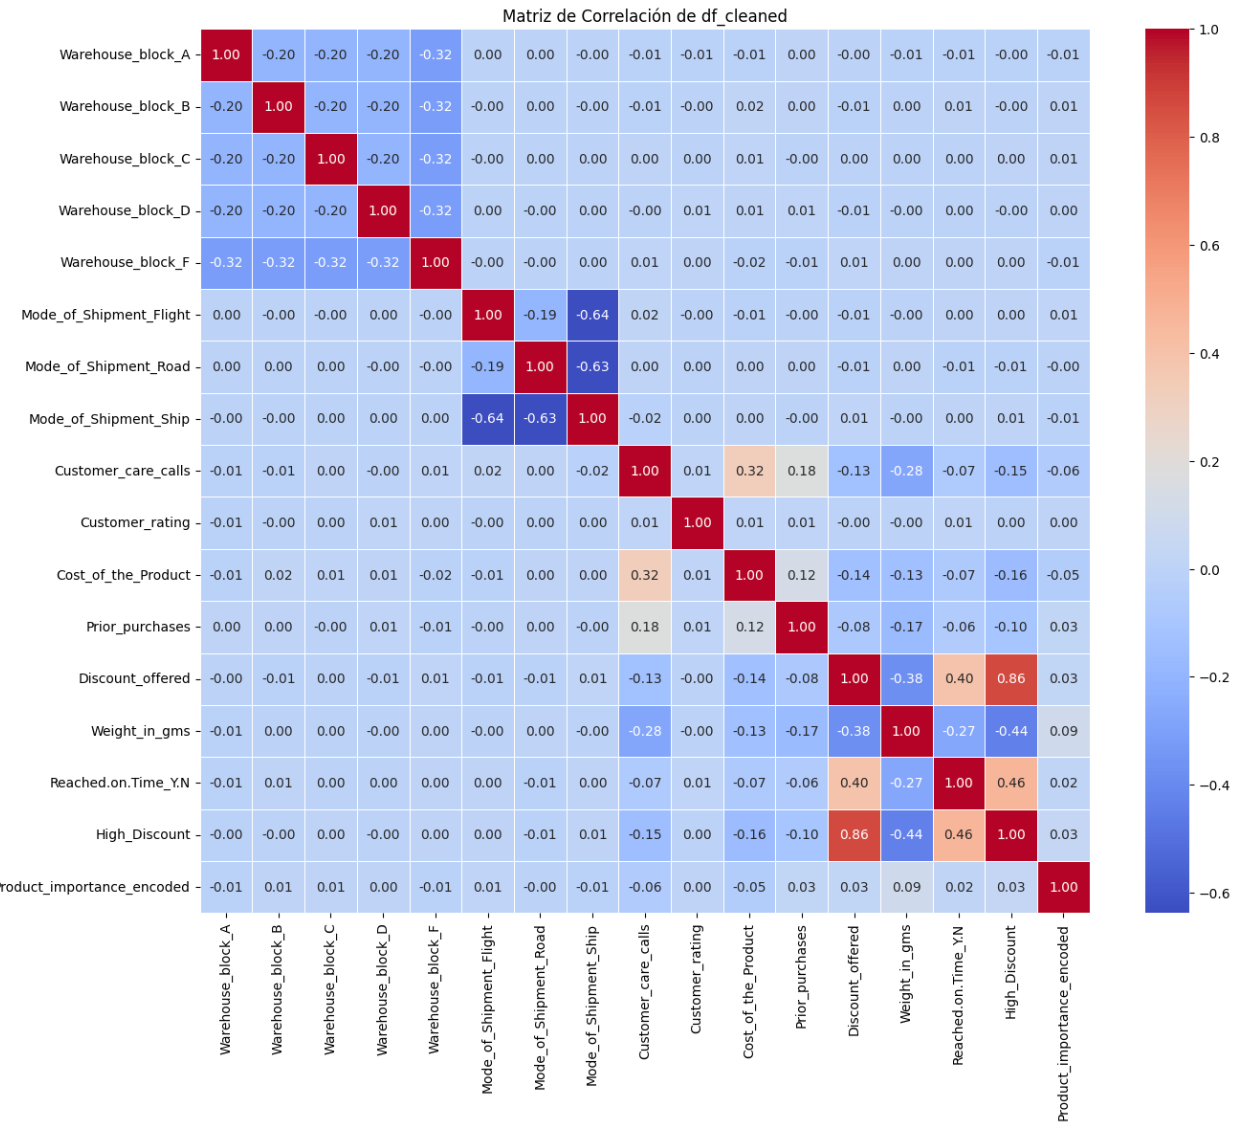 Matriz de Correlación de df_cleaned
Warehouse_block_A 1.00 -0.20 -0.20 -0.20 -0.32 0.00 0.00 -0.00 -0.01 -0.01 -0.01 0.00 -0.00 -0.01 -0.01 -0.00 -0.01
Warehouse_block_B -0.20 1.00 -0.20 -0.20 -0.32 -0.00 0.00 -0.00 -0.01 -0.00 0.02 0.00 -0.01 0.00 0.01 -0.00 0.01
Warehouse_block_C -0.20 -0.20 1.00 -0.20 -0.32 -0.00 0.00 0.00 0.00 0.00 0.01 -0.00 0.00 0.00 0.00 0.00 0.01
Warehouse_block_D -0.20 -0.20 -0.20 1.00 -0.32 0.00 -0.00 0.00 -0.00 0.01 0.01 0.01 -0.01 -0.00 0.00 -0.00 0.00
Warehouse_block_F -0.32 -0.32 -0.32 -0.32 1.00 -0.00 -0.00 0.00 0.01 0.00 -0.02 -0.01 0.01 0.00 0.00 0.00 -0.01
Mode_of_Shipment_Flight 0.00 -0.00 -0.00 0.00 -0.00 1.00 -0.19 -0.64 0.02 -0.00 -0.01 -0.00 -0.01 -0.00 0.00 0.00 0.01
Mode_of_Shipment_Road 0.00 0.00 0.00 -0.00 -0.00 -0.19 1.00 -0.63 0.00 0.00 0.00 0.00 -0.01 0.00 -0.01 -0.01 -0.00
Mode_of_Shipment_Ship -0.00 -0.00 0.00 0.00 0.00 -0.64 -0.63 1.00 -0.02 0.00 0.00 -0.00 0.01 -0.00 0.00 0.01 -0.01
Customer_care_calls -0.01 -0.01 0.00 -0.00 0.01 0.02 0.00 -0.02 1.00 0.01 0.32 0.18 -0.13 -0.28 -0.07 -0.15 -0.06
Customer_rating -0.01 -0.00 0.00 0.01 0.00 -0.00 0.00 0.00 0.01 1.00 0.01 0.01 -0.00 -0.00 0.01 0.00 0.00
Cost_of_the_Product -0.01 0.02 0.01 0.01 -0.02 -0.01 0.00 0.00 0.32 0.01 1.00 0.12 -0.14 -0.13 -0.07 -0.16 -0.05
Prior_purchases 0.00 0.00 -0.00 0.01 -0.01 -0.00 0.00 -0.00 0.18 0.01 0.12 1.00 -0.08 -0.17 -0.06 -0.10 0.03
Discount_offered -0.00 -0.01 0.00 -0.01 0.01 -0.01 -0.01 0.01 -0.13 -0.00 -0.14 -0.08 1.00 -0.38 0.40 0.86 0.03
Weight_in_gms -0.01 0.00 0.00 -0.00 0.00 -0.00 0.00 -0.00 -0.28 -0.00 -0.13 -0.17 -0.38 1.00 -0.27 -0.44 0.09
Reached.on.Time_Y.N -0.01 0.01 0.00 0.00 0.00 0.00 -0.01 0.00 -0.07 0.01 -0.07 -0.06 0.40 -0.27 1.00 0.46 0.02
High_Discount -0.00 -0.00 0.00 -0.00 0.00 0.00 -0.01 0.01 -0.15 0.00 -0.16 -0.10 0.86 -0.44 0.46 1.00 0.03
roduct_importance_encoded -0.01 0.01 0.01 0.00 -0.01 0.01 -0.00 -0.01 -0.06 0.00 -0.05 0.03 0.03 0.09 0.02 0.03 1.00
Warehouse_block_A
Warehouse_block_B
Warehouse_block_C
Warehouse_block_D
Warehouse_block_F
Mode_of_Shipment_Flight
Mode_of_Shipment_Road
Mode_of_Shipment_Ship
Customer_care_calls
Customer_rating
Cost_of_the_Product
Prior_purchases
Discount_offered
Weight_in_gms
Reached.on.Time_Y.N
High_Discount
Product_importance_encoded
1.0
0.8
0.6
0.4
0.2
0.0
−0.2
−0.4
−0.6